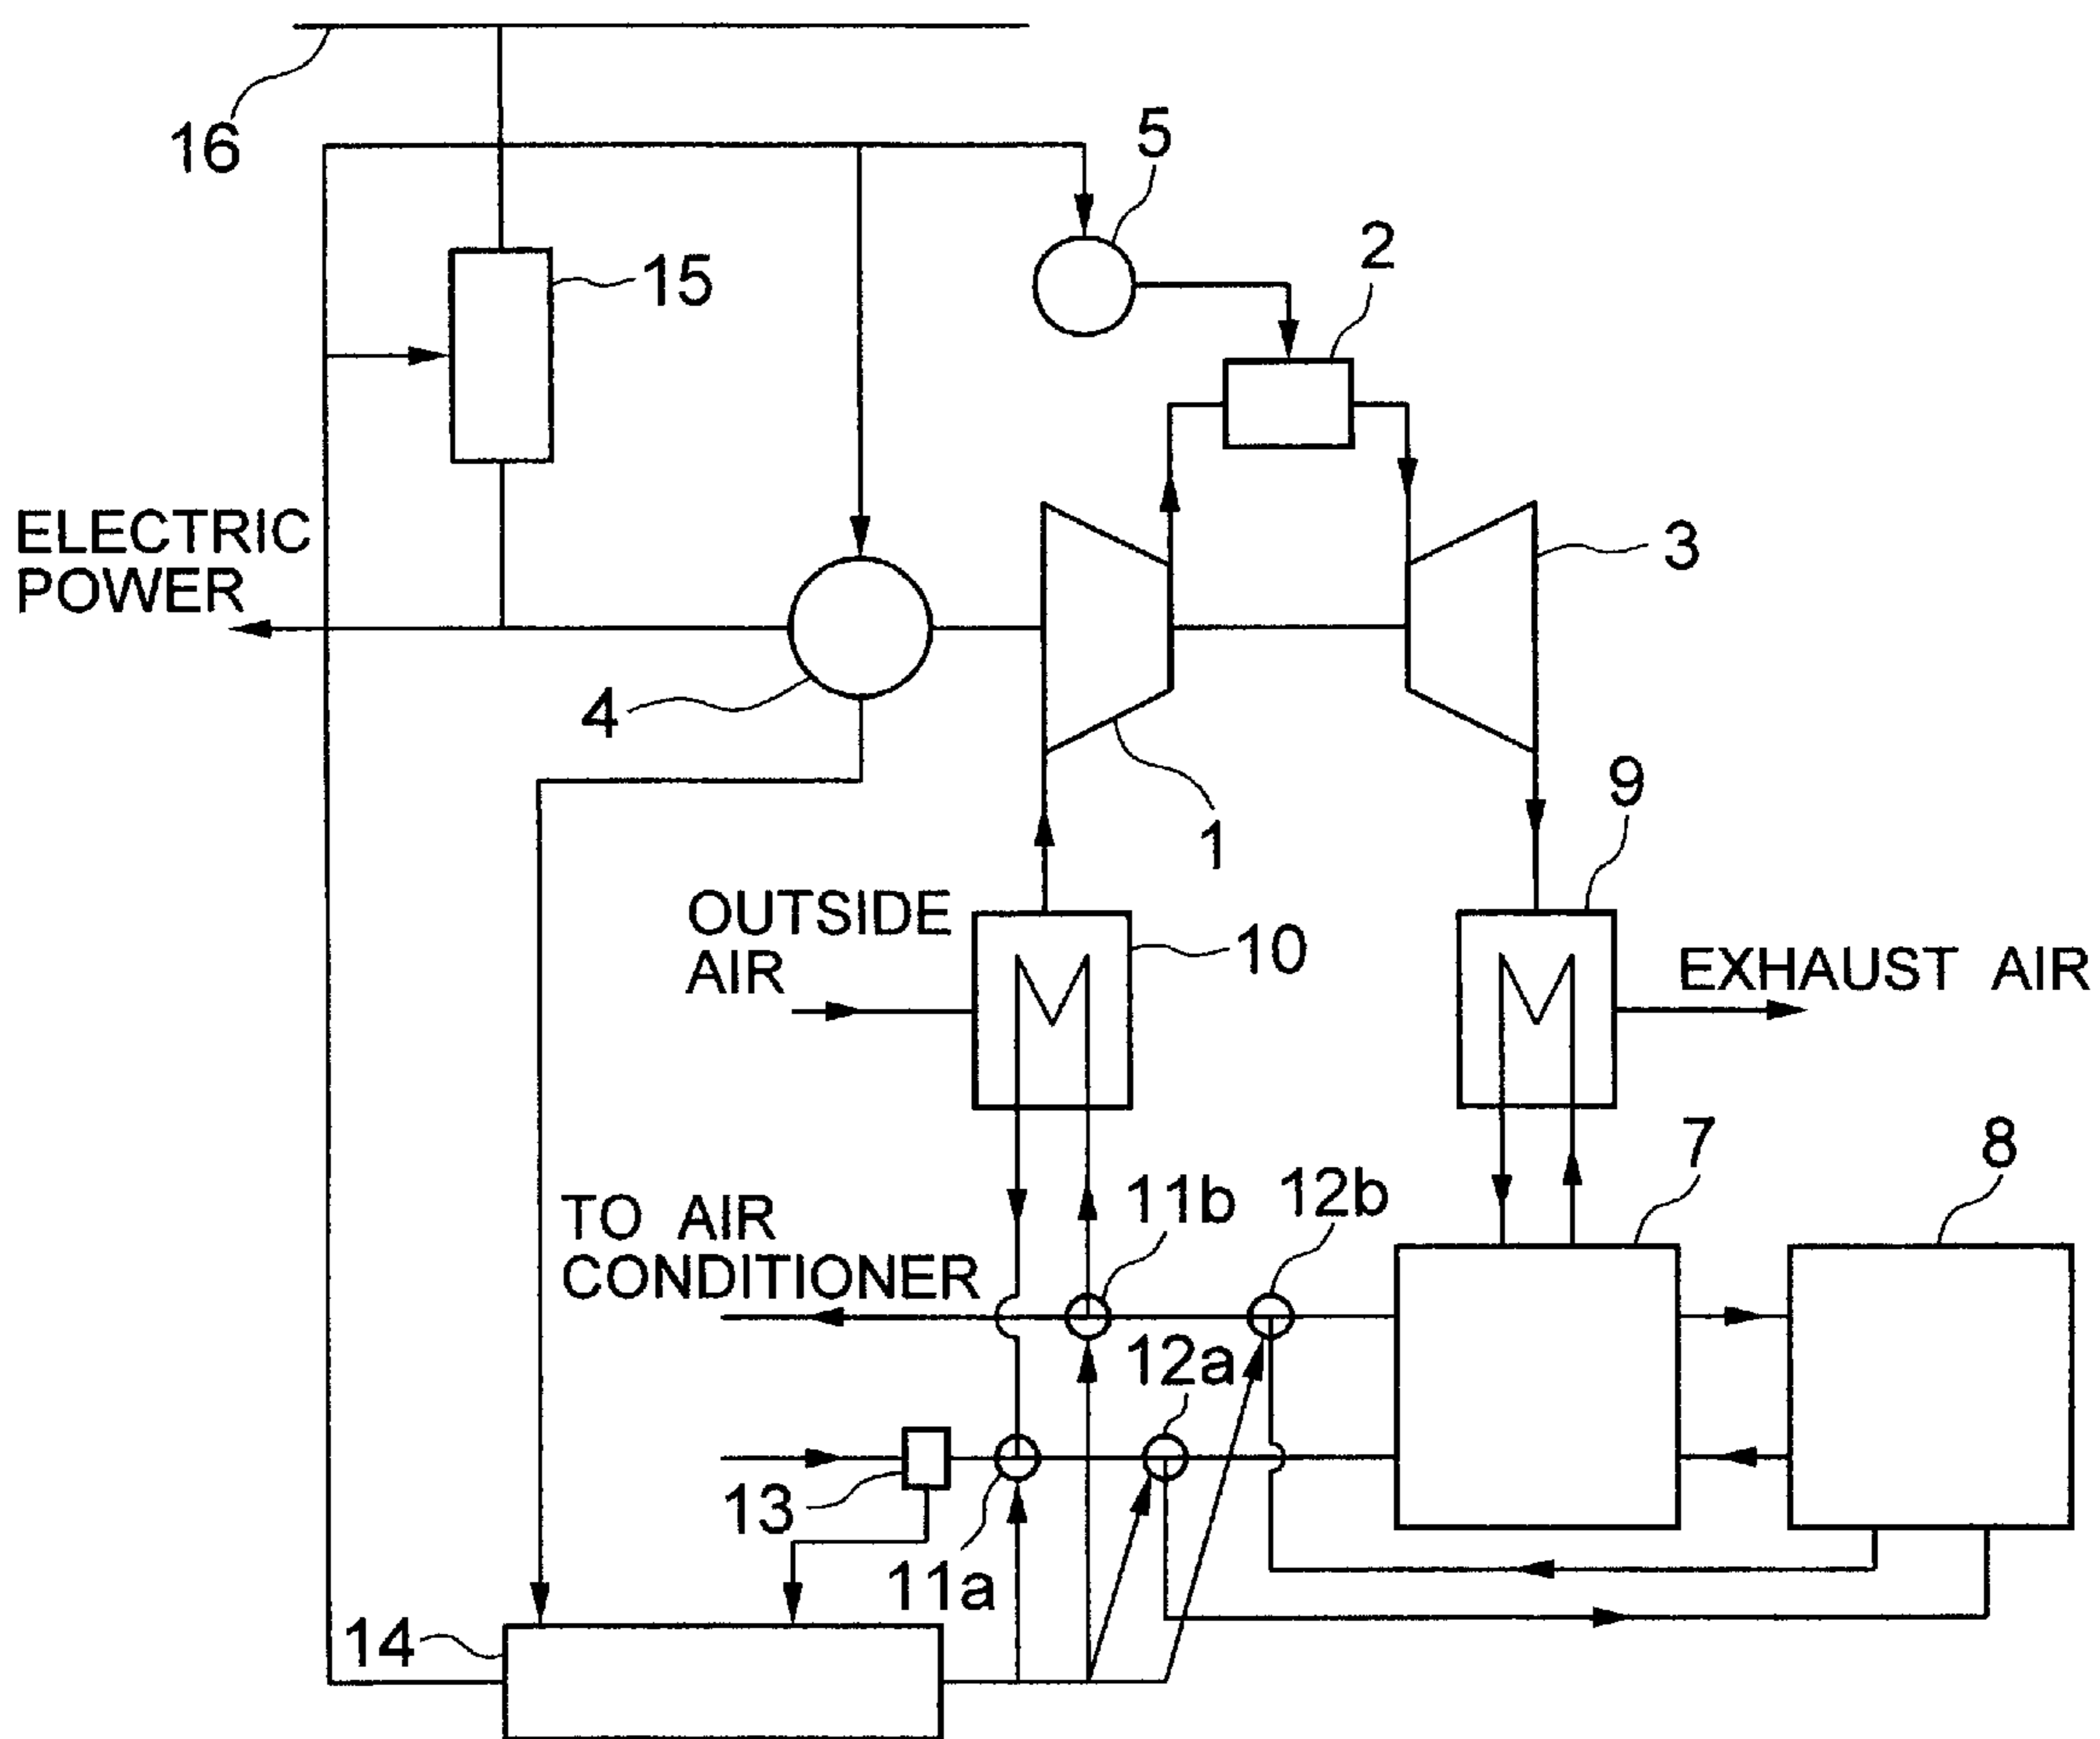 16
5
2
15
ELECTRIC
POWER
3
4
1
9
OUTSIDE
AIR
10
EXHAUST AIR
7
8
TO AIR
CONDITIONER
11b
12b
12a
13
11a
14